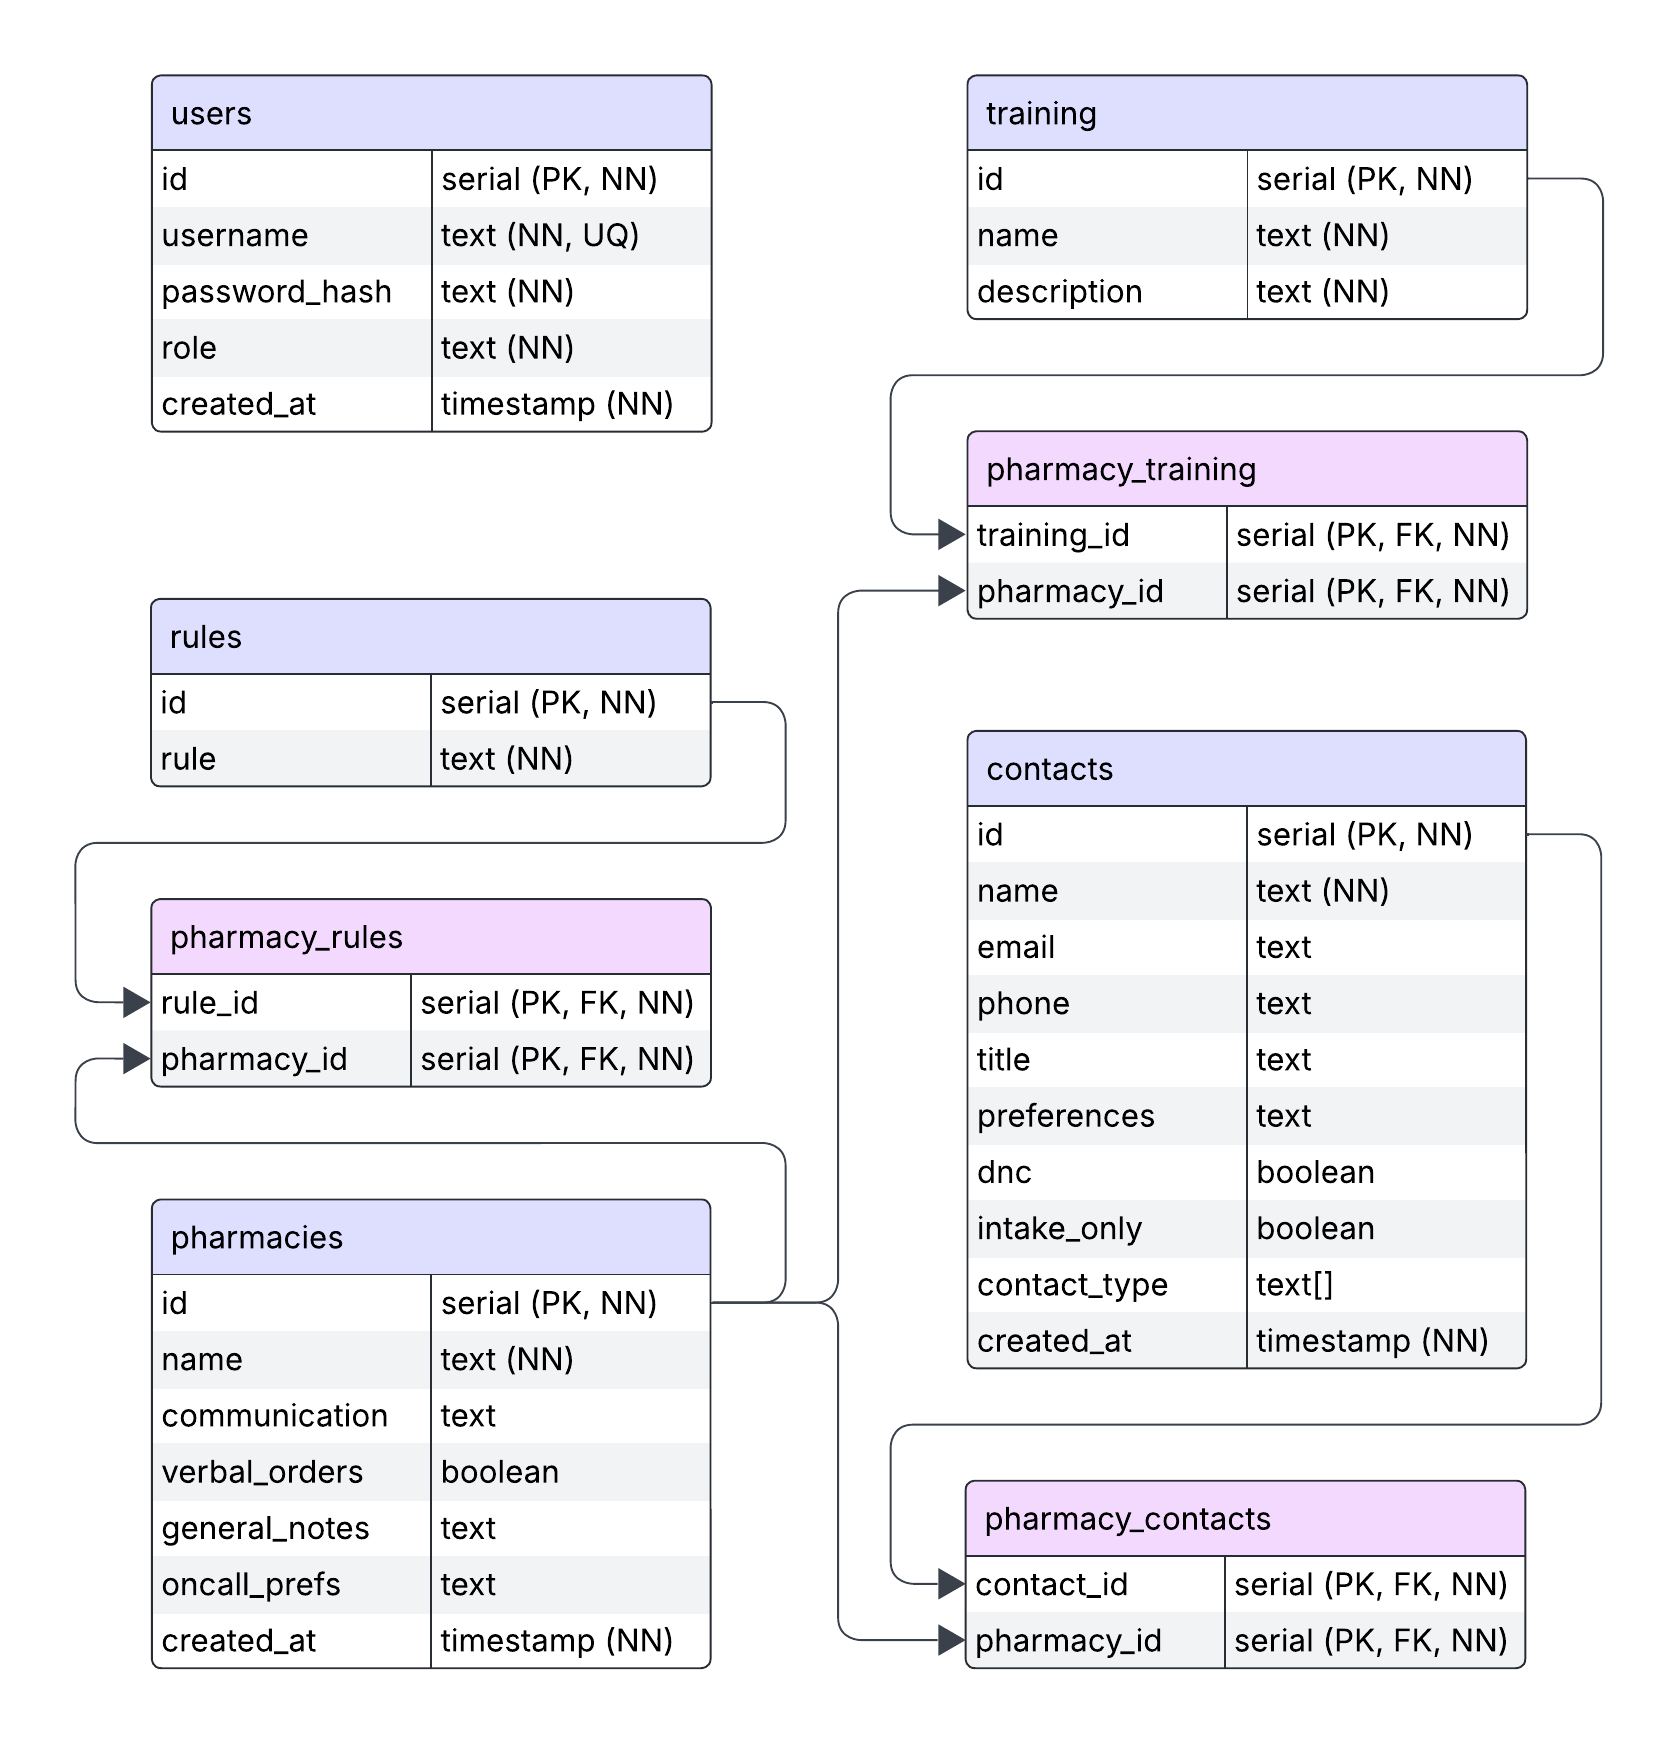 users
id serial (PK, NN)
username text (NN, UQ)
password_hash text (NN)
role text (NN)
created_at timestamp (NN)
training
id serial (PK, NN)
name text (NN)
description text (NN)
pharmacy_training
training_id serial (PK, FK, NN)
pharmacy_id serial (PK, FK, NN)
rules
id serial (PK, NN)
rule text (NN)
pharmacy_rules
rule_id serial (PK, FK, NN)
pharmacy_id serial (PK, FK, NN)
contacts
id serial (PK, NN)
name text (NN)
email text
phone text
title text
preferences text
dnc boolean
intake_only boolean
contact_type text[]
created_at timestamp (NN)
pharmacies
id serial (PK, NN)
name text (NN)
communication text
verbal_orders boolean
general_notes text
oncall_prefs text
created_at timestamp (NN)
pharmacy_contacts
contact_id serial (PK, FK, NN)
pharmacy_id serial (PK, FK, NN)